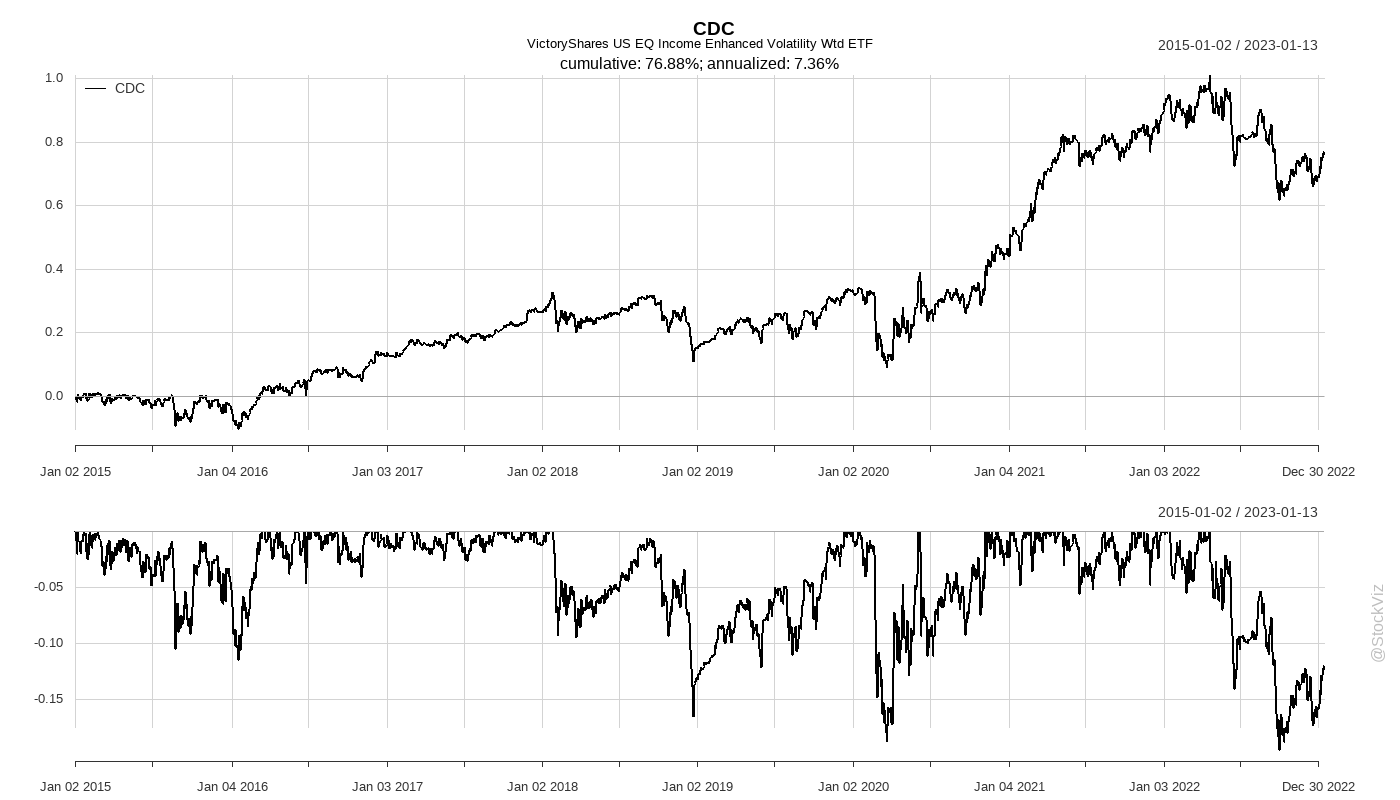 CDC
VictoryShares US EQ Income Enhanced Volatility Wtd ETF
2015-01-02 / 2023-01-13
cumulative: 76.88%; annualized: 7.36%
CDC
1.0
0.8
0.6
0.4
0.2
0.0
Jan 02 2015 Jan 04 2016 Jan 03 2017 Jan 02 2018 Jan 02 2019 Jan 02 2020 Jan 04 2021 Jan 03 2022 Dec 30 2022
2015-01-02 / 2023-01-13
-0.05
-0.10
-0.15
Jan 02 2015 Jan 04 2016 Jan 03 2017 Jan 02 2018 Jan 02 2019 Jan 02 2020 Jan 04 2021 Jan 03 2022 Dec 30 2022
@StockViz